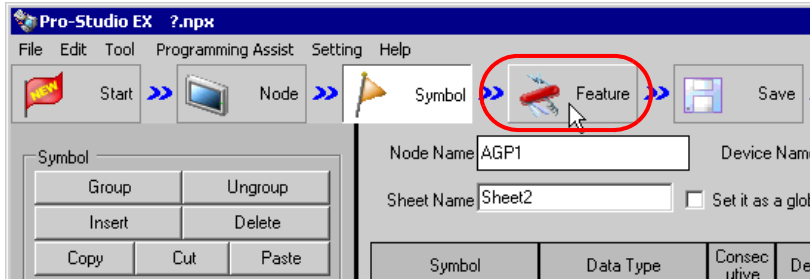 Pro-Studio EX ?.npx
File Edit Tool Programming Assist Setting Help
NEW Start Node Symbol Feature Save
Symbol
Group Ungroup
Insert Delete
Copy Cut Paste
Node Name AGP1 Device Nam
Sheet Name Sheet2 Set it as a glob
Symbol Data Type Consec utive De